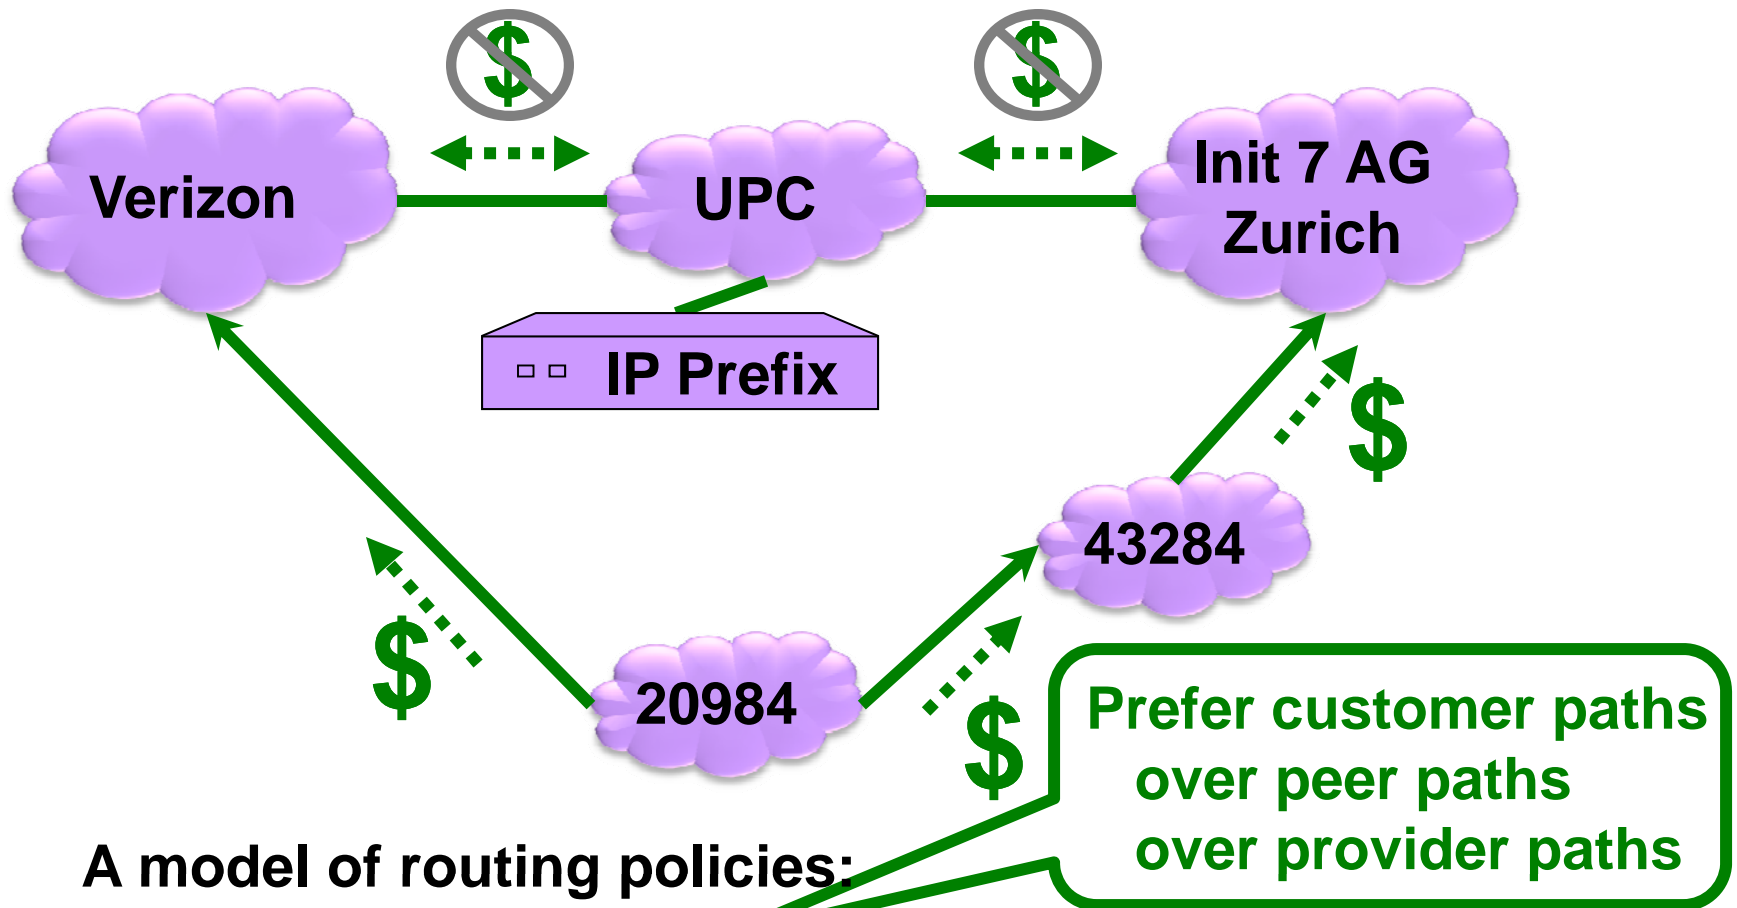 $
$
Verizon
UPC
Init 7 AG
Zurich
IP Prefix
$
43284
$
20984
$
Prefer customer paths
over peer paths
over provider paths
A model of routing policies: